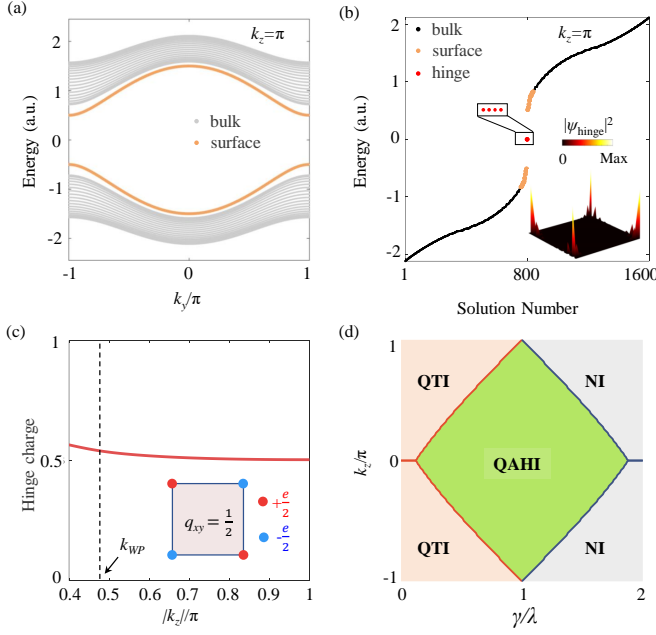 (a)
k_z=π
2
1
0
-1
-2
Energy (a.u.)
bulk
surface
-1
0
1
k_y/π
(b)
k_z=π
2
1
0
-1
-2
Energy (a.u.)
bulk
surface
hinge
|ψ_hinge|^2
0 Max
1
800
1600
Solution Number
(c)
1
0.5
0
Hinge charge
k_WP
q_xy = 1/2
+e/2
-e/2
0.4 0.5 0.6 0.7 0.8 0.9 1
|k_z|/π
(d)
1
0
-1
k_z/π
QTI
NI
QAHI
QTI
NI
0 1 2
γ/λ